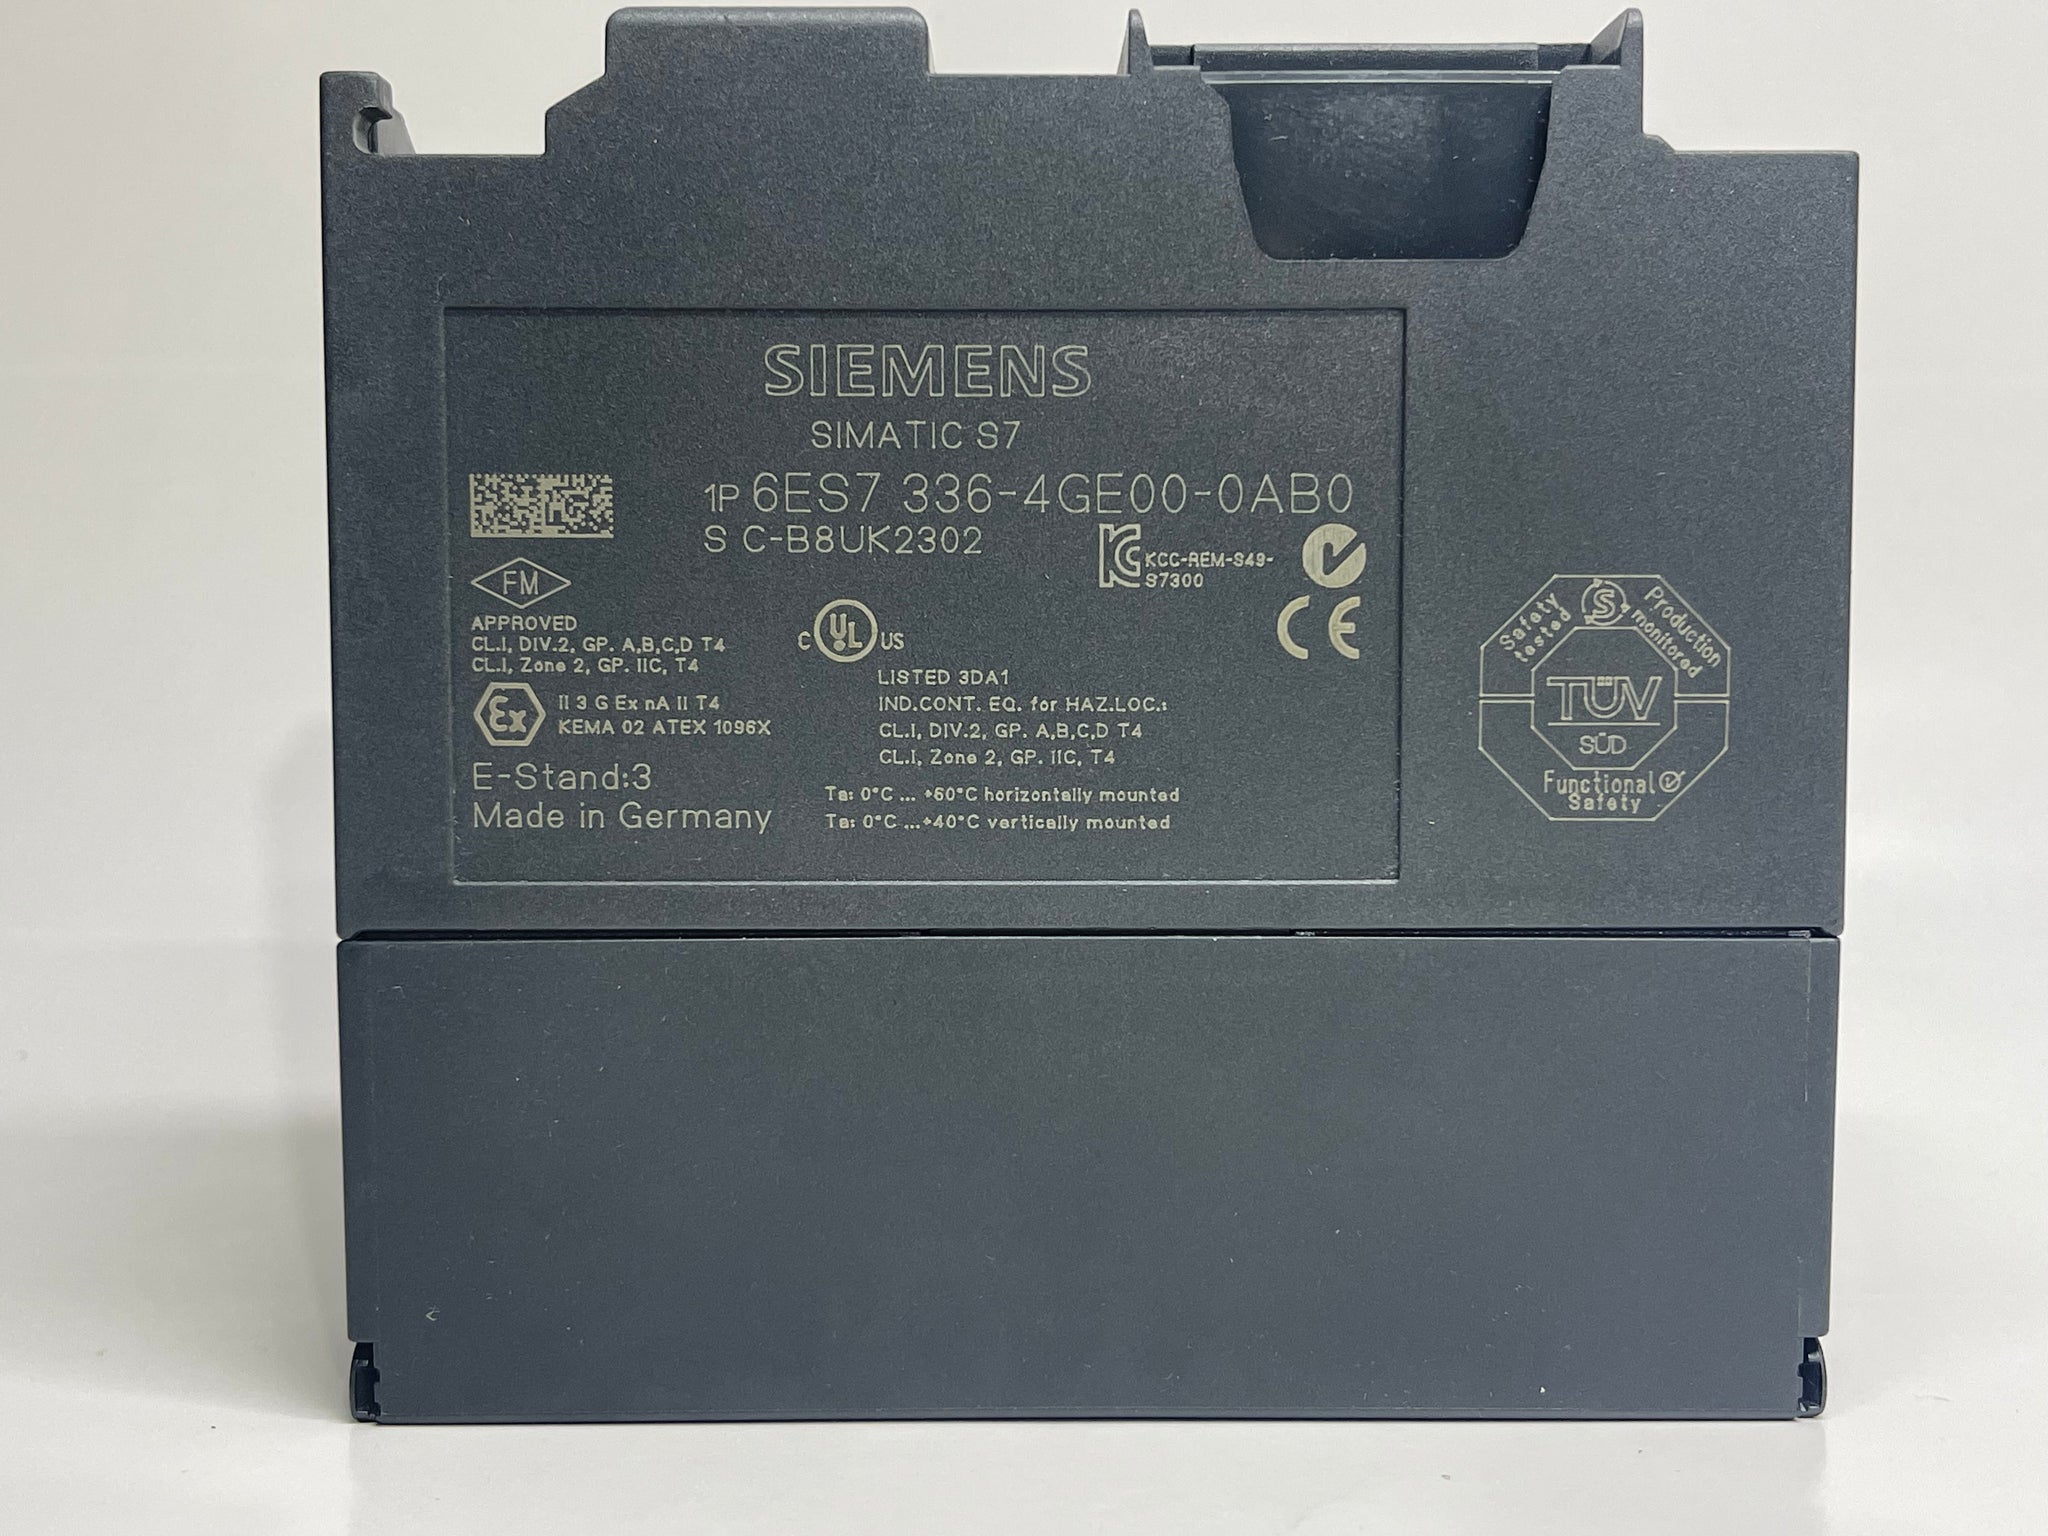 SIEMENS
SIMATIC S7
1P 6ES7 336-4GE00-0AB0
S C-B8UK2302
KCC-REM-S49-
S7300
FM
APPROVED
CL.I, DIV.2, GP. A,B,C,D T4
CL.I, Zone 2, GP. IIC, T4
Ex
II 3 G Ex nA II T4
KEMA 02 ATEX 1096X
E-Stand:3
Made in Germany
C UL US
LISTED 3DA1
IND.CONT. EQ. for HAZ.LOC.:
CL.I, DIV.2, GP. A,B,C,D T4
CL.I, Zone 2, GP. IIC, T4
Ta: 0°C ... +60°C horizontally mounted
Ta: 0°C ...+40°C vertically mounted
CE
Safety
tested
S
Production
monitored
TÜV
SÜD
Functional
Safety